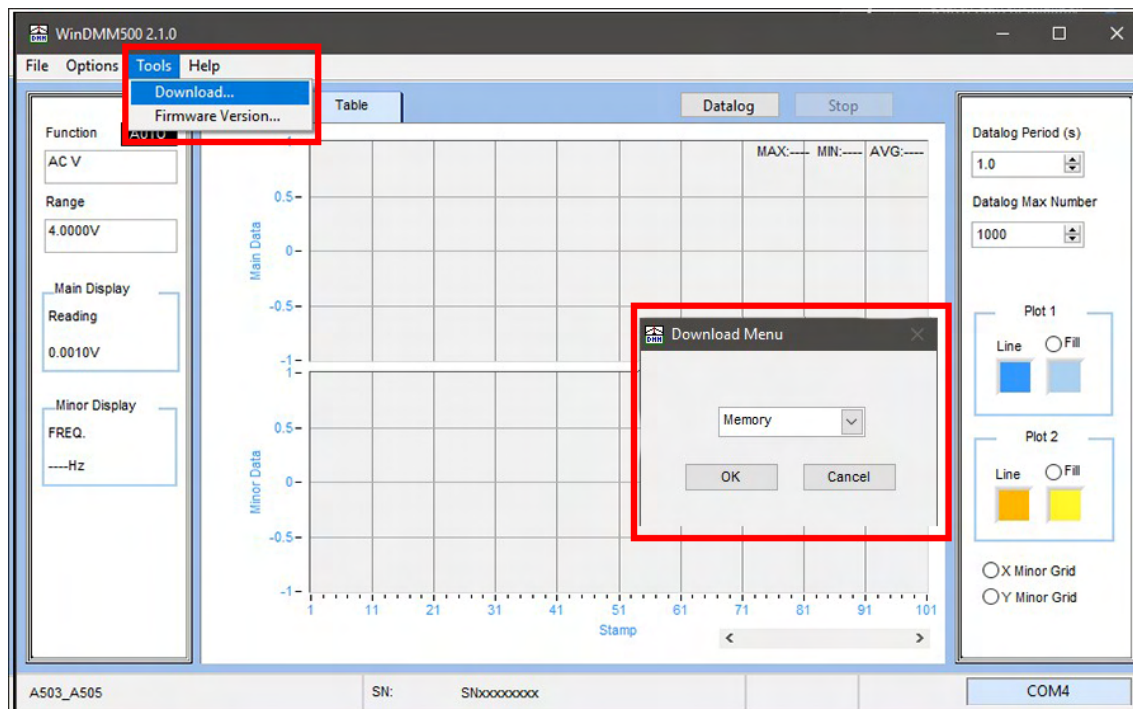 WinDMM500 2.1.0
File Options Tools Help
Download...
Firmware Version...
Table
Datalog
Stop
Function AUTO
AC V
Range
4.0000V
Main Display
Reading
0.0010V
Minor Display
FREQ.
----Hz
MAX:---- MIN:---- AVG:----
Main Data
0.5
0
-0.5
-1
Minor Data
1
0.5
0
-0.5
-1
1 11 21 31 41 51 61 71 81 91 101
Stamp
Download Menu
Memory
OK Cancel
Datalog Period (s)
1.0
Datalog Max Number
1000
Plot 1
Line Fill
Plot 2
Line Fill
X Minor Grid
Y Minor Grid
A503_A505
SN: SNxxxxxxxx
COM4